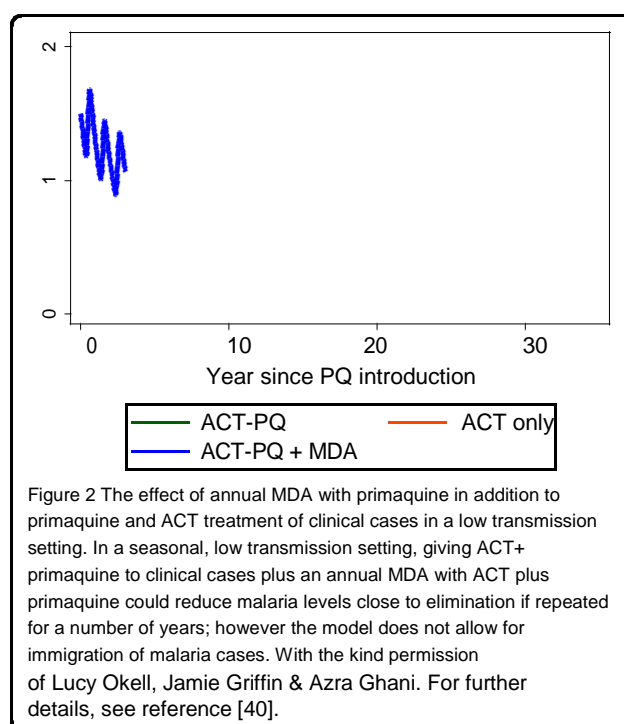 2
1
0
0 10 20 30
Year since PQ introduction
ACT-PQ ACT only
ACT-PQ + MDA
Figure 2 The effect of annual MDA with primaquine in addition to
primaquine and ACT treatment of clinical cases in a low transmission
setting. In a seasonal, low transmission setting, giving ACT+
primaquine to clinical cases plus an annual MDA with ACT plus
primaquine could reduce malaria levels close to elimination if repeated
for a number of years; however the model does not allow for
immigration of malaria cases. With the kind permission
of Lucy Okell, Jamie Griffin & Azra Ghani. For further
details, see reference [40].